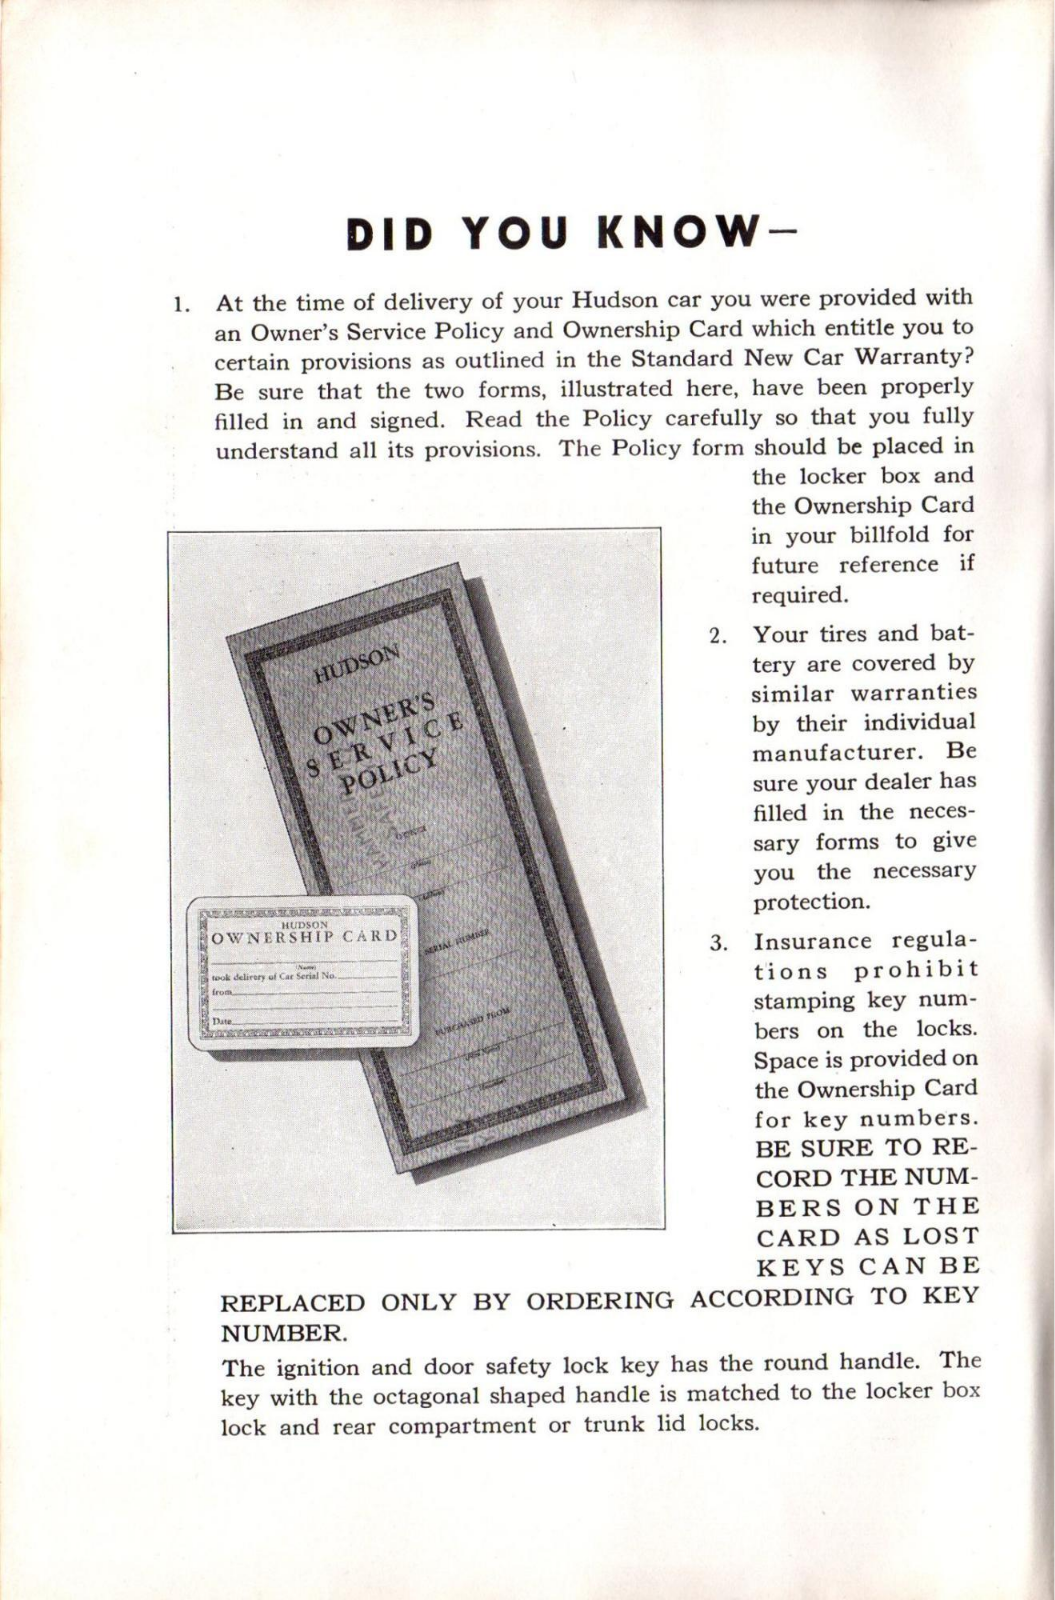 DID YOU KNOW—
1. At the time of delivery of your Hudson car you were provided with
an Owner's Service Policy and Ownership Card which entitle you to
certain provisions as outlined in the Standard New Car Warranty?
Be sure that the two forms, illustrated here, have been properly
filled in and signed. Read the Policy carefully so that you fully
understand all its provisions. The Policy form should be placed in
the locker box and
the Ownership Card
in your billfold for
future reference if
required.
HUDSON
OWNER'S
SERVICE
POLICY
SERIAL NUMBER
PURCHASED FROM
HUDSON
OWNERSHIP CARD
(Name)
took delivery of Car Serial No.
from
Date
2. Your tires and bat-
tery are covered by
similar warranties
by their individual
manufacturer. Be
sure your dealer has
filled in the neces-
sary forms to give
you the necessary
protection.
3. Insurance regula-
tions prohibit
stamping key num-
bers on the locks.
Space is provided on
the Ownership Card
for key numbers.
BE SURE TO RE-
CORD THE NUM-
BERS ON THE
CARD AS LOST
KEYS CAN BE
REPLACED ONLY BY ORDERING ACCORDING TO KEY
NUMBER.
The ignition and door safety lock key has the round handle. The
key with the octagonal shaped handle is matched to the locker box
lock and rear compartment or trunk lid locks.